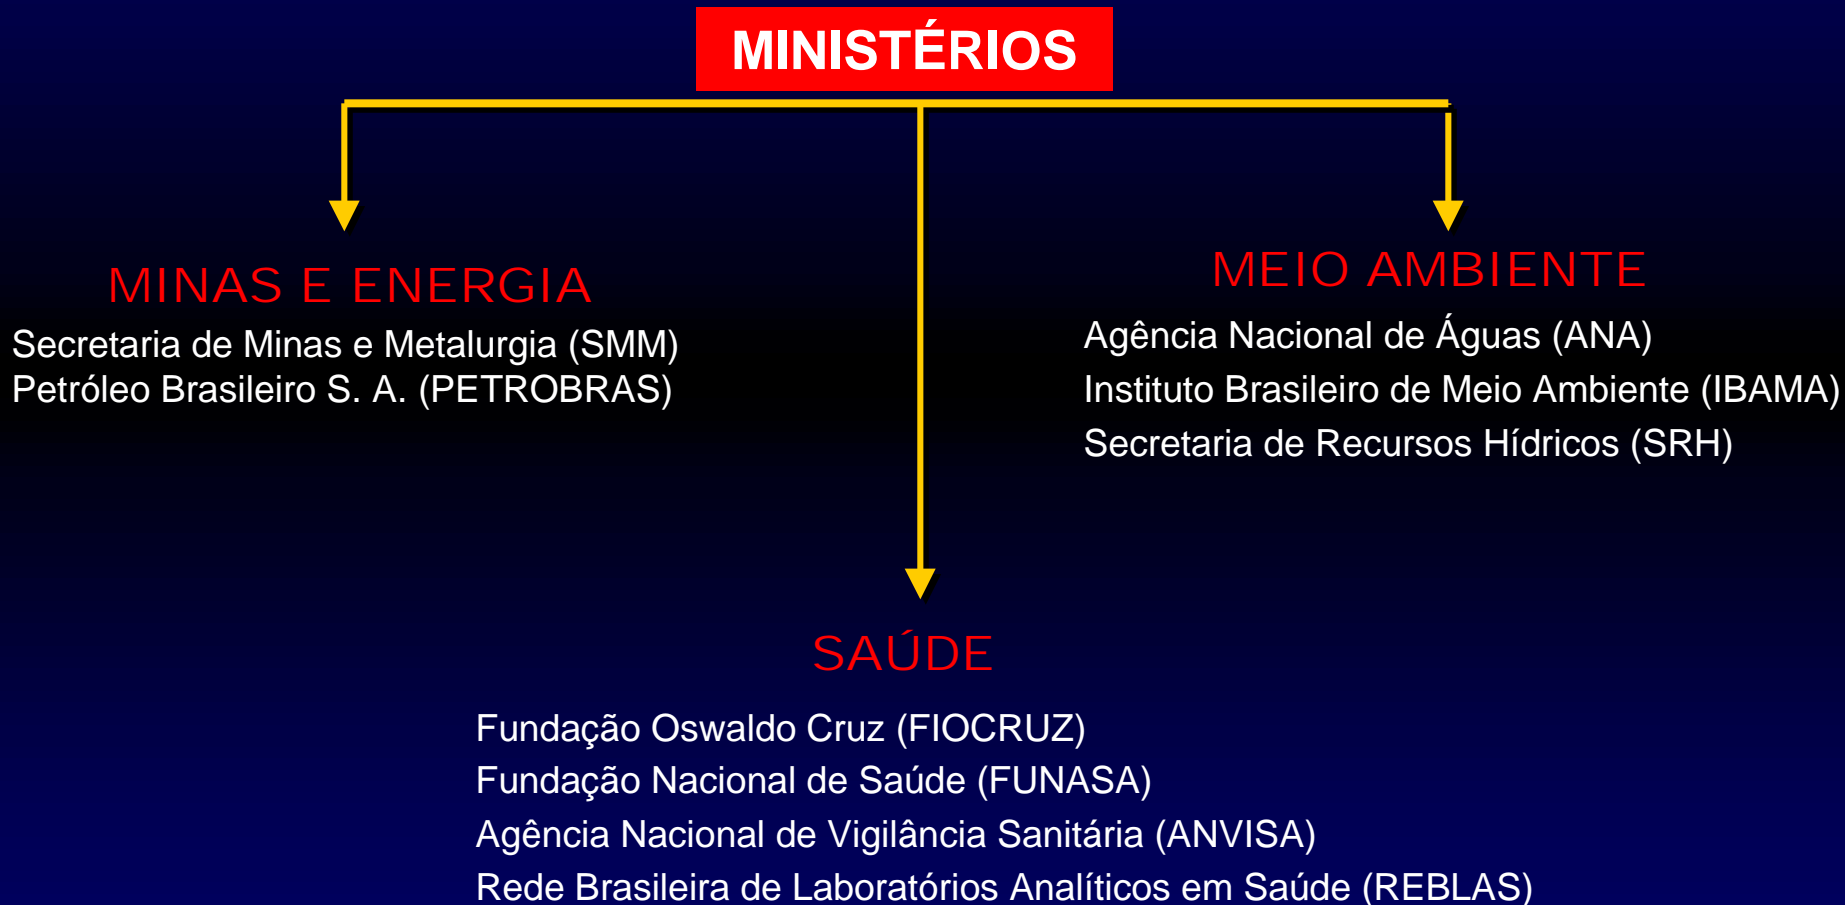 MINISTÉRIOS
MINAS E ENERGIA
Secretaria de Minas e Metalurgia (SMM)
Petróleo Brasileiro S. A. (PETROBRAS)
MEIO AMBIENTE
Agência Nacional de Águas (ANA)
Instituto Brasileiro de Meio Ambiente (IBAMA)
Secretaria de Recursos Hídricos (SRH)
SAÚDE
Fundação Oswaldo Cruz (FIOCRUZ)
Fundação Nacional de Saúde (FUNASA)
Agência Nacional de Vigilância Sanitária (ANVISA)
Rede Brasileira de Laboratórios Analíticos em Saúde (REBLAS)